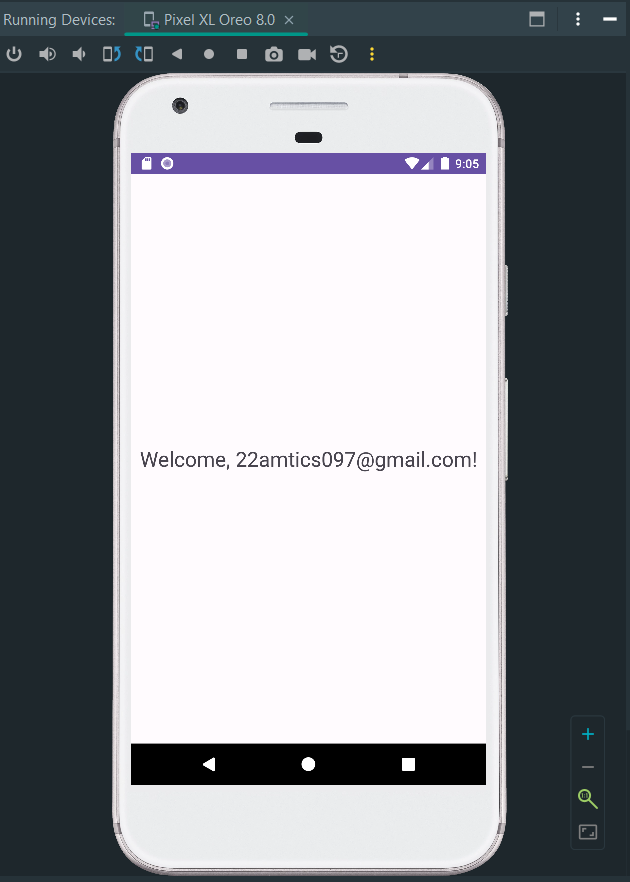 Running Devices: Pixel XL Oreo 8.0
9:05
Welcome, 22amtics097@gmail.com!